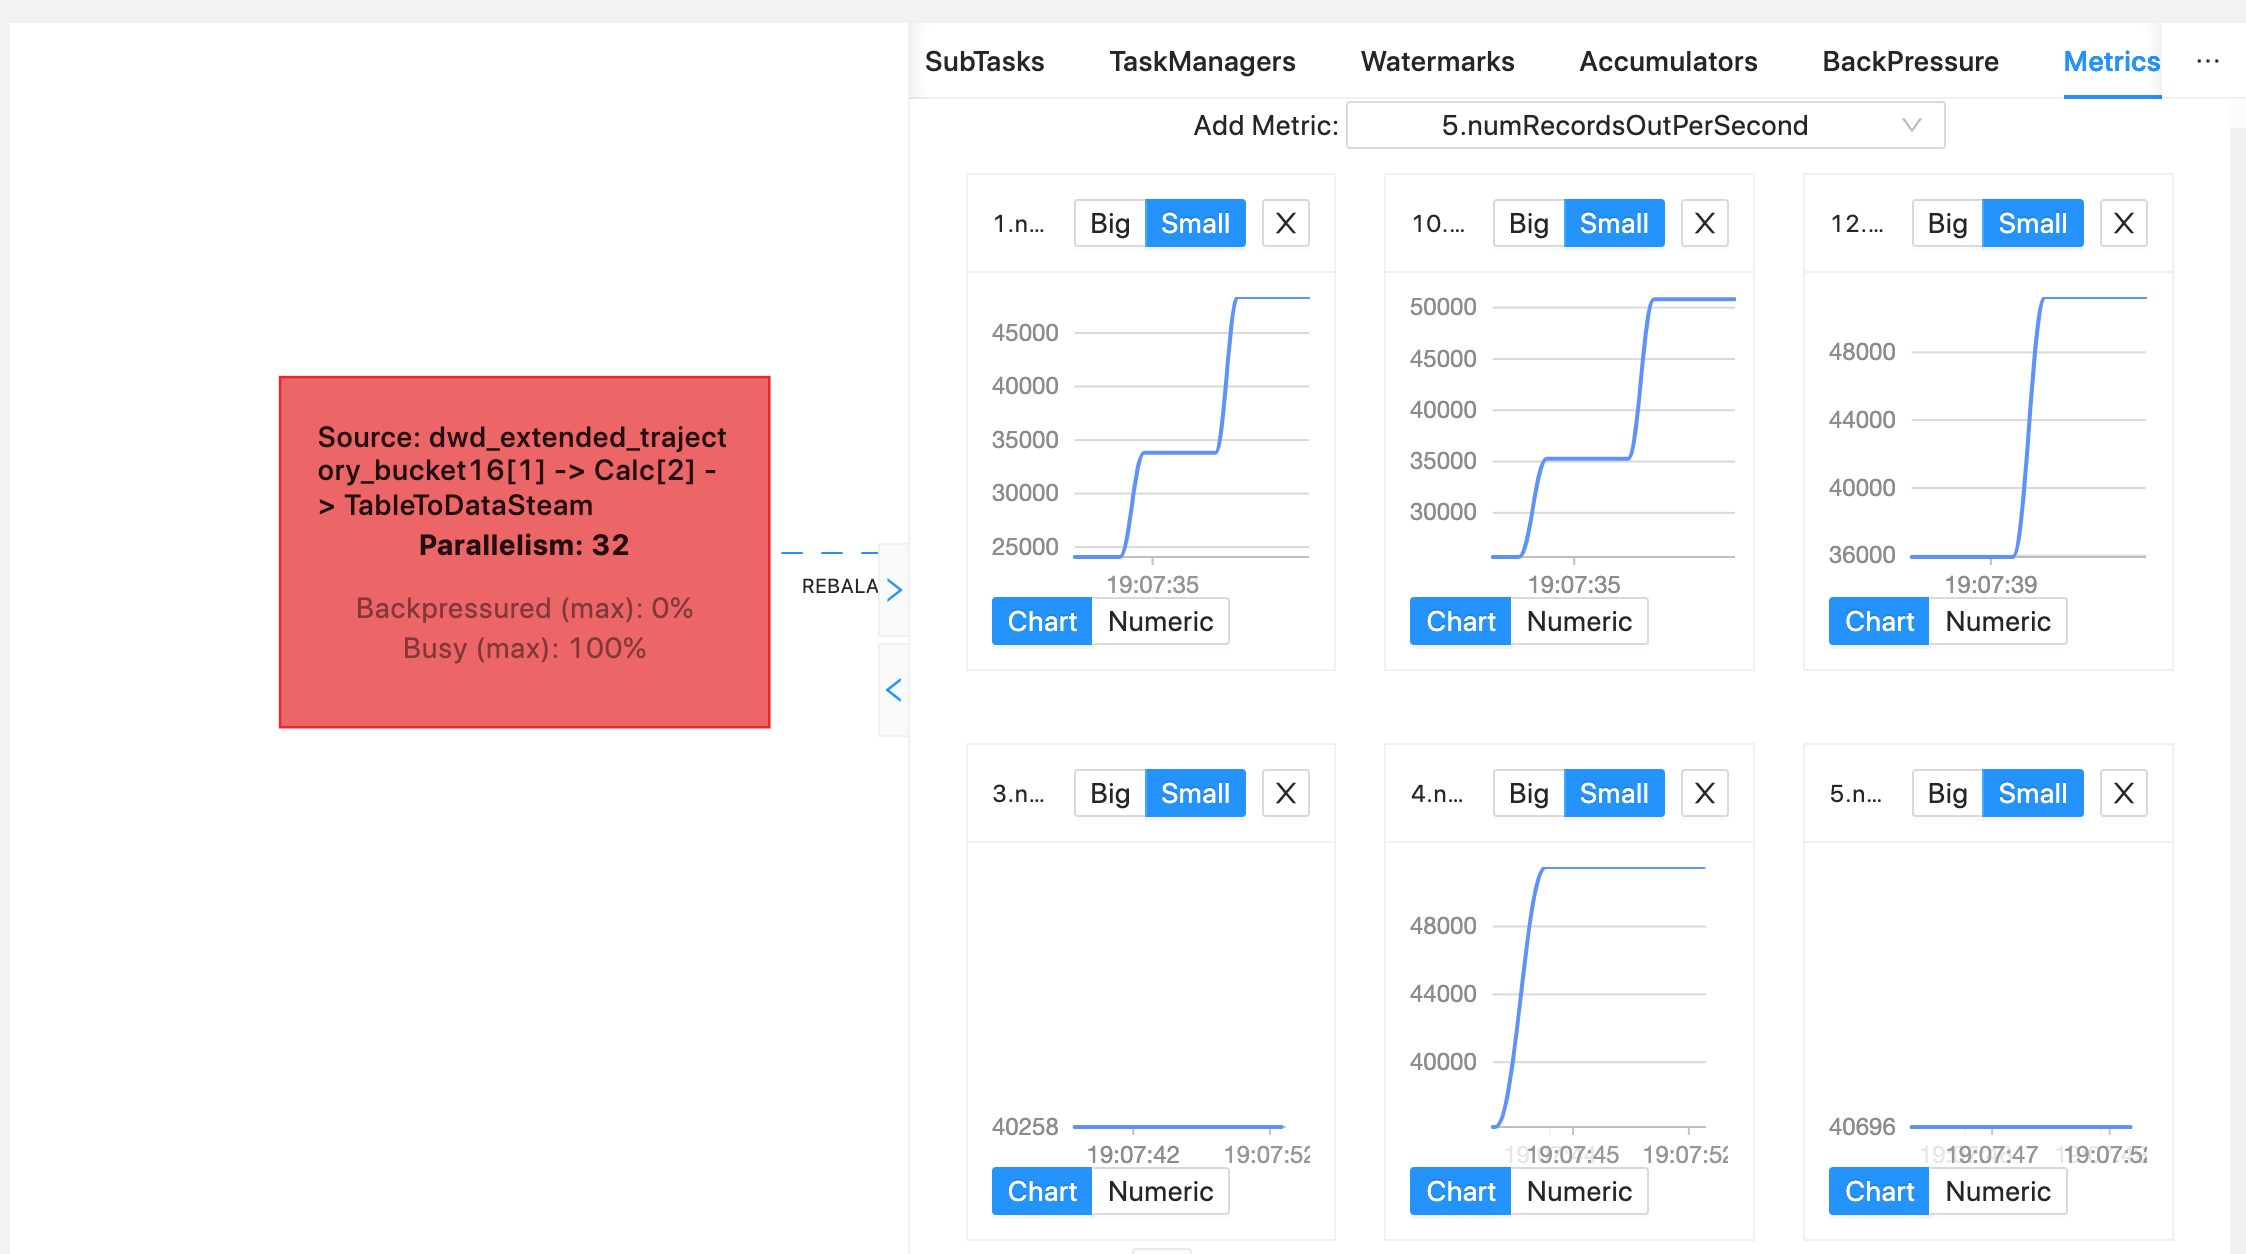 SubTasks TaskManagers Watermarks Accumulators BackPressure Metrics ...
Add Metric: 5.numRecordsOutPerSecond
Source: dwd_extended_traject
ory_bucket16[1] -> Calc[2] -
> TableToDataSteam
Parallelism: 32
Backpressured (max): 0%
Busy (max): 100%
REBALA
1.n... Big Small X
45000
40000
35000
30000
25000
19:07:35
Chart Numeric
10.... Big Small X
50000
45000
40000
35000
30000
19:07:35
Chart Numeric
12.... Big Small X
48000
44000
40000
36000
19:07:39
Chart Numeric
3.n... Big Small X
40258
19:07:42 19:07:52
Chart Numeric
4.n... Big Small X
48000
44000
40000
19:07:45 19:07:52
Chart Numeric
5.n... Big Small X
40696
19:07:47 19:07:52
Chart Numeric